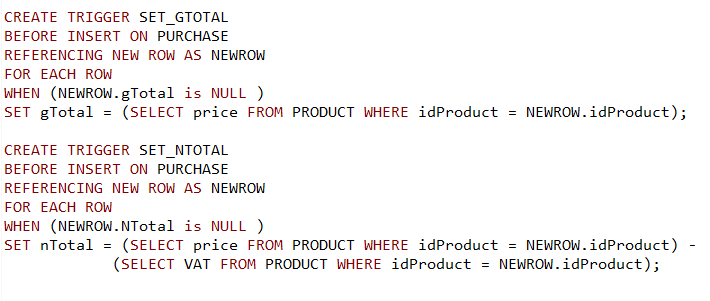 CREATE TRIGGER SET_GTOTAL
BEFORE INSERT ON PURCHASE
REFERENCING NEW ROW AS NEWROW
FOR EACH ROW
WHEN (NEWROW.gTotal is NULL )
SET gTotal = (SELECT price FROM PRODUCT WHERE idProduct = NEWROW.idProduct);

CREATE TRIGGER SET_NTOTAL
BEFORE INSERT ON PURCHASE
REFERENCING NEW ROW AS NEWROW
FOR EACH ROW
WHEN (NEWROW.NTotal is NULL )
SET nTotal = (SELECT price FROM PRODUCT WHERE idProduct = NEWROW.idProduct) -
(SELECT VAT FROM PRODUCT WHERE idProduct = NEWROW.idProduct);